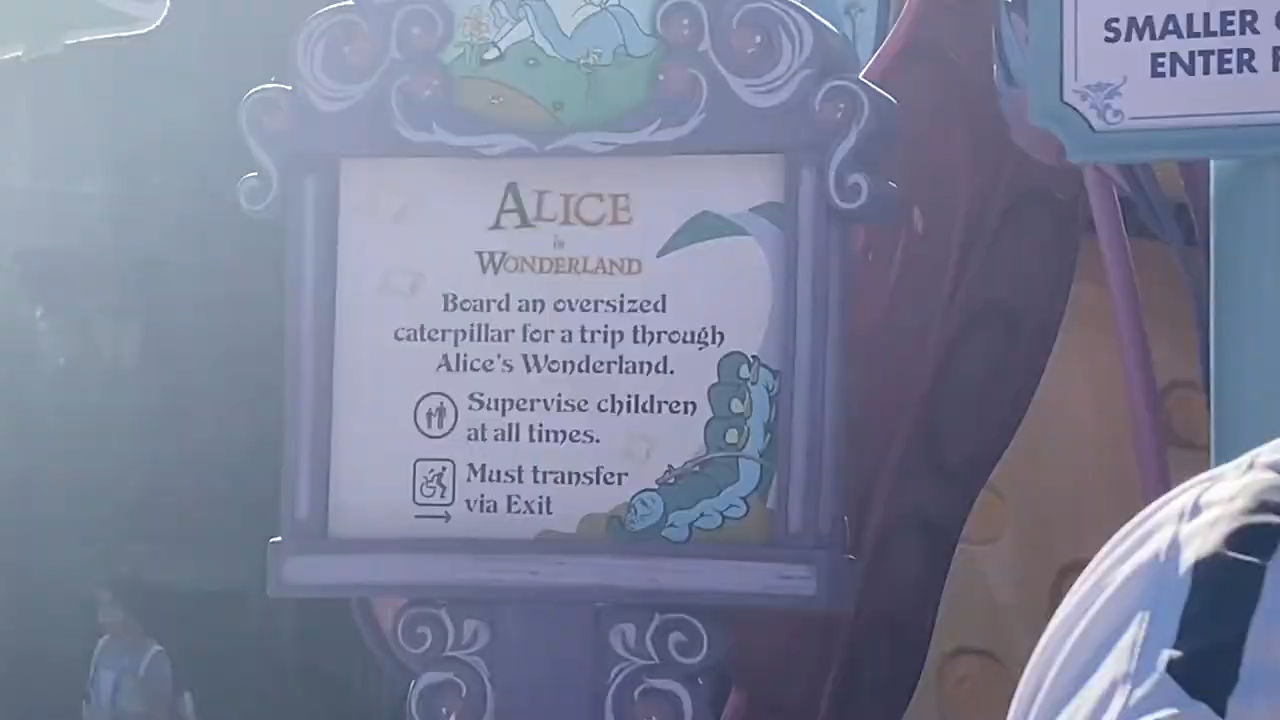 SMALLER
ENTER
ALICE
in
WONDERLAND
Board an oversized
caterpillar for a trip through
Alice's Wonderland.
Supervise children
at all times.
Must transfer
via Exit